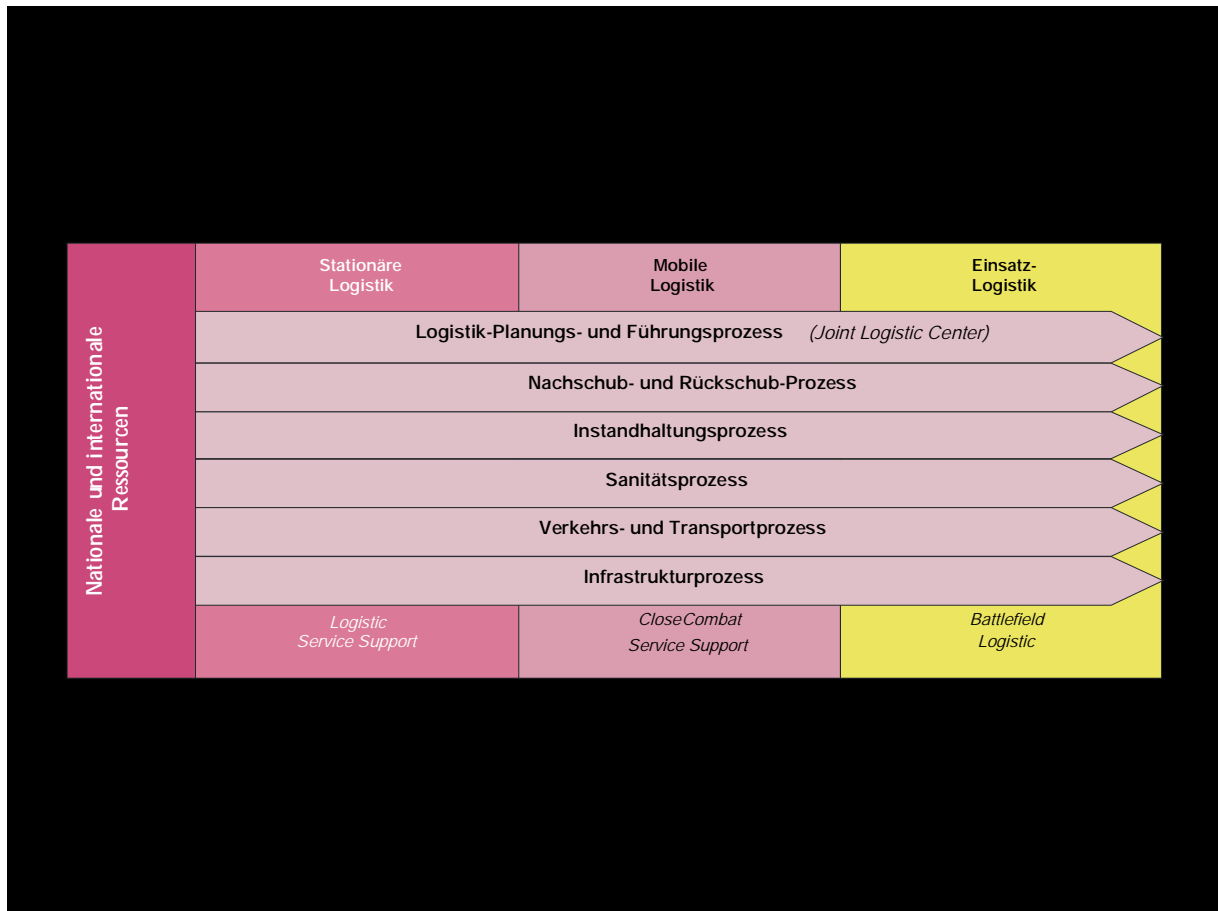 Nationale und internationale
Ressourcen
Stationäre
Logistik
Mobile
Logistik
Einsatz-
Logistik
Logistik-Planungs- und Führungsprozess (Joint Logistic Center)
Nachschub- und Rückschub-Prozess
Instandhaltungsprozess
Sanitätsprozess
Verkehrs- und Transportprozess
Infrastrukturprozess
Logistic
Service Support
CloseCombat
Service Support
Battlefield
Logistic